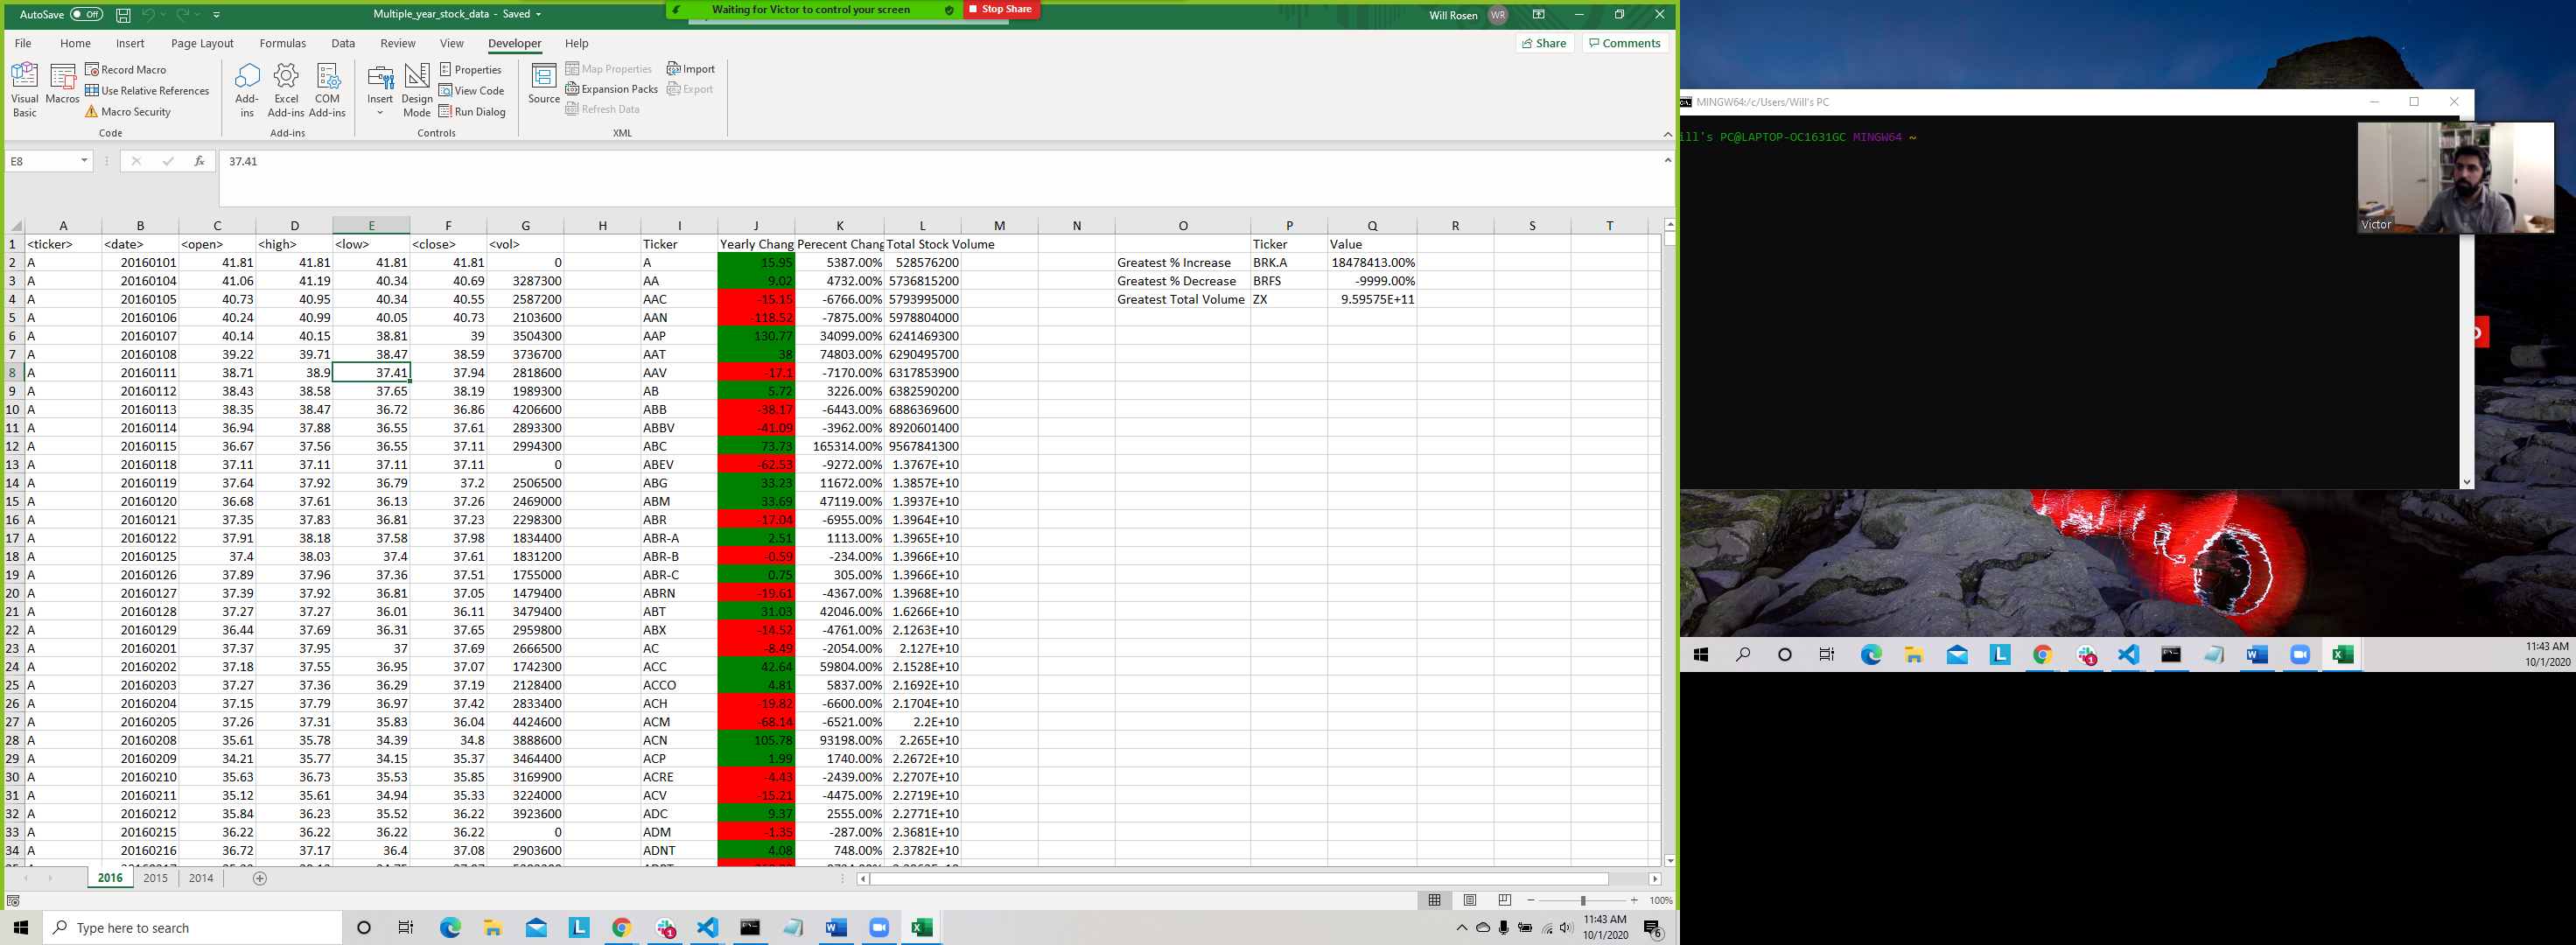 AutoSave Off Multiple_year_stock_data - Saved Waiting for Victor to control your screen Stop Share Will Rosen WR
File Home Insert Page Layout Formulas Data Review View Developer Help Share Comments
Visual Basic Macros Record Macro Use Relative References Macro Security Code
Add-ins Excel Add-ins COM Add-ins Add-ins
Insert Design Mode Properties View Code Run Dialog Controls
Source Map Properties Expansion Packs Refresh Data Import Export XML
E8 fx 37.41
A B C D E F G H I J K L M N O P Q R S T
1 <ticker> <date> <open> <high> <low> <close> <vol> Ticker Yearly Chang Perecent Chang Total Stock Volume Ticker Value
2 A 20160101 41.81 41.81 41.81 41.81 0 A 15.95 5387.00% 528576200 Greatest % Increase BRK.A 18478413.00%
3 A 20160104 41.06 41.19 40.34 40.69 3287300 AA 9.02 4732.00% 5736815200 Greatest % Decrease BRFS -9999.00%
4 A 20160105 40.73 40.95 40.34 40.55 2587200 AAC -15.15 -6766.00% 5793995000 Greatest Total Volume ZX 9.59575E+11
5 A 20160106 40.24 40.99 40.05 40.73 2103600 AAN -118.52 -7875.00% 5978804000
6 A 20160107 40.14 40.15 38.81 39 3504300 AAP 130.77 34099.00% 6241469300
7 A 20160108 39.22 39.71 38.47 38.59 3736700 AAT 38 74803.00% 6290495700
8 A 20160111 38.71 38.9 37.41 37.94 2818600 AAV -17.1 -7170.00% 6317853900
9 A 20160112 38.43 38.58 37.65 38.19 1989300 AB 5.72 3226.00% 6382590200
10 A 20160113 38.35 38.47 36.72 36.86 4206600 ABB -38.17 -6443.00% 6886369600
11 A 20160114 36.94 37.88 36.55 37.61 2893300 ABBV -41.09 -3962.00% 8920601400
12 A 20160115 36.67 37.56 36.55 37.11 2994300 ABC 73.73 165314.00% 9567841300
13 A 20160118 37.11 37.11 37.11 37.11 0 ABEV -62.53 -9272.00% 1.3767E+10
14 A 20160119 37.64 37.92 36.79 37.2 2506500 ABG 33.23 11672.00% 1.3857E+10
15 A 20160120 36.68 37.61 36.13 37.26 2469000 ABM 33.69 47119.00% 1.3937E+10
16 A 20160121 37.35 37.83 36.81 37.23 2298300 ABR -17.04 -6955.00% 1.3964E+10
17 A 20160122 37.91 38.18 37.58 37.98 1834400 ABR-A 2.51 1113.00% 1.3965E+10
18 A 20160125 37.4 38.03 37.4 37.61 1831200 ABR-B -0.59 -234.00% 1.3966E+10
19 A 20160126 37.89 37.96 37.36 37.51 1755000 ABR-C 0.75 305.00% 1.3966E+10
20 A 20160127 37.39 37.92 36.81 37.05 1479400 ABRN -19.61 -4367.00% 1.3968E+10
21 A 20160128 37.27 37.27 36.01 36.11 3479400 ABT 31.03 42046.00% 1.6266E+10
22 A 20160129 36.44 37.69 36.31 37.65 2959800 ABX -14.52 -4761.00% 2.1263E+10
23 A 20160201 37.37 37.95 37 37.69 2666500 AC -8.49 -2054.00% 2.127E+10
24 A 20160202 37.18 37.55 36.95 37.07 1742300 ACC 42.64 59804.00% 2.1528E+10
25 A 20160203 37.27 37.36 36.29 37.19 2128400 ACCO 4.81 5837.00% 2.1692E+10
26 A 20160204 37.15 37.79 36.97 37.42 2833400 ACH -19.82 -6600.00% 2.1704E+10
27 A 20160205 37.26 37.31 35.83 36.04 4424600 ACM -68.14 -6521.00% 2.2E+10
28 A 20160208 35.61 35.78 34.39 34.8 3888600 ACN 105.78 93198.00% 2.265E+10
29 A 20160209 34.21 35.77 34.15 35.37 3464400 ACP 1.99 1740.00% 2.2672E+10
30 A 20160210 35.63 36.73 35.53 35.85 3169900 ACRE -4.43 -2439.00% 2.2707E+10
31 A 20160211 35.12 35.61 34.94 35.33 3224000 ACV -15.21 -4475.00% 2.2719E+10
32 A 20160212 35.84 36.23 35.52 36.22 3923600 ADC 9.37 2555.00% 2.2771E+10
33 A 20160215 36.22 36.22 36.22 36.22 0 ADM -1.35 -287.00% 2.3681E+10
34 A 20160216 36.72 37.17 36.4 37.08 2903600 ADNT 4.08 748.00% 2.3782E+10
2016 2015 2014
100%
Type here to search
11:43 AM
10/1/2020
6
MINGW64:/c/Users/Will's PC
ill's PC@LAPTOP-OC1631GC MINGW64 ~
Victor
11:43 AM
10/1/2020